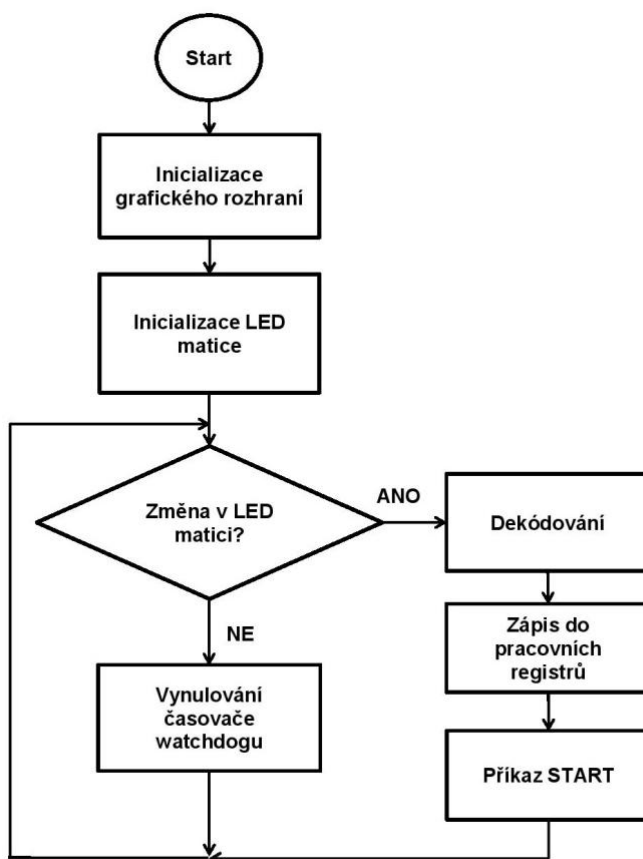 Start
Inicializace
grafického rozhraní
Inicializace LED
matice
Změna v LED
matici?
ANO
Dekódování
Zápis do
pracovních
registrů
Příkaz START
NE
Vynulování
časovače
watchdogu